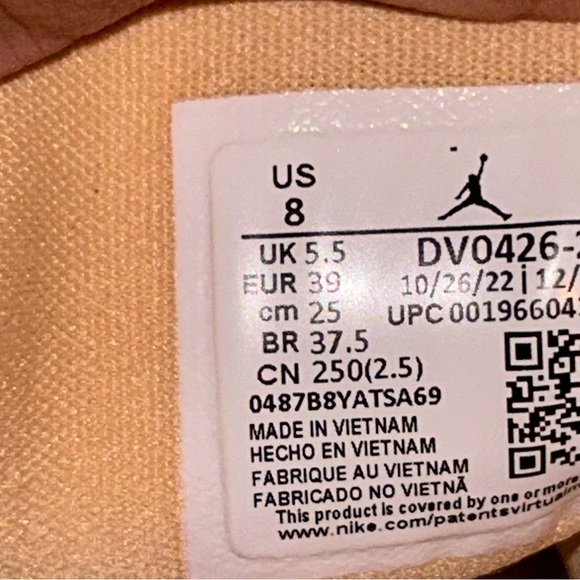 US
8
UK 5.5 DV0426-
EUR 39 10/26/22 | 12/
cm 25 UPC 00196604
BR 37.5
CN 250(2.5)
0487B8YATSA69
MADE IN VIETNAM
HECHO EN VIETNAM
FABRIQUE AU VIETNAM
FABRICADO NO VIETNÃ
This product is covered by one or more
www.nike.com/patentsvirtual